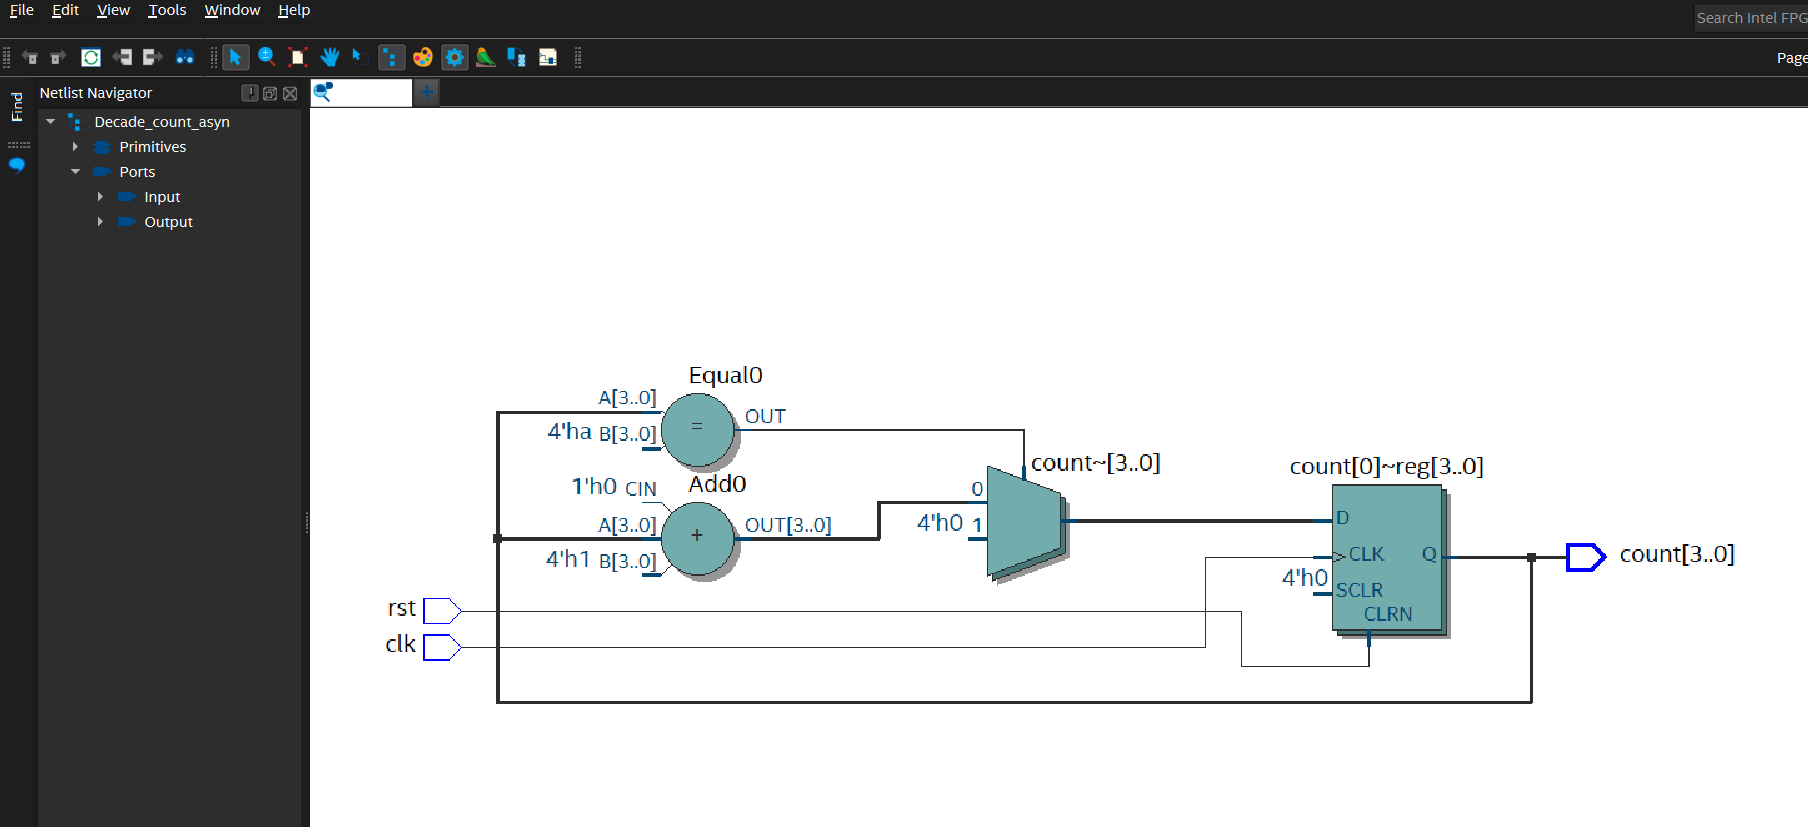 File Edit View Tools Window Help
Search Intel FPG
Page
Find
Netlist Navigator
Decade_count_asyn
Primitives
Ports
Input
Output
Equal0
A[3..0]
OUT
=
4'ha B[3..0]
count~[3..0]
count[0]~reg[3..0]
1'h0 CIN
Add0
0
A[3..0]
OUT[3..0]
4'h0 1
D
+
4'h1 B[3..0]
CLK
Q
count[3..0]
4'h0
SCLR
rst
CLRN
clk